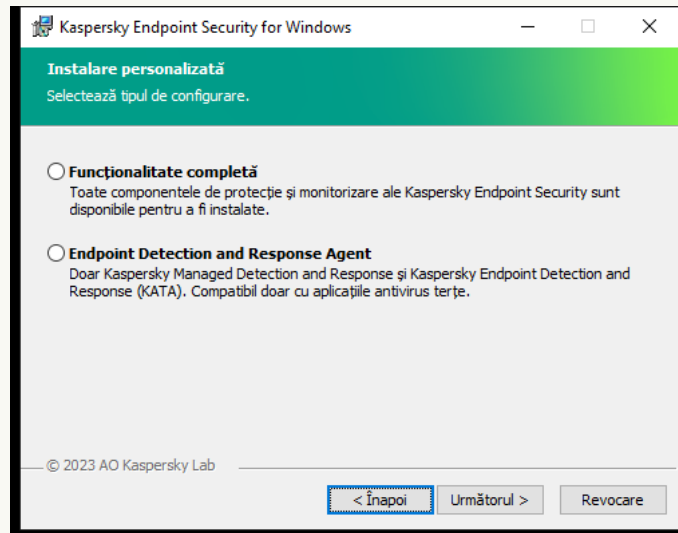 Kaspersky Endpoint Security for Windows
Instalare personalizată
Selectează tipul de configurare.
Funcționalitate completă
Toate componentele de protecție și monitorizare ale Kaspersky Endpoint Security sunt
disponibile pentru a fi instalate.
Endpoint Detection and Response Agent
Doar Kaspersky Managed Detection and Response și Kaspersky Endpoint Detection and
Response (KATA). Compatibil doar cu aplicațiile antivirus terțe.
© 2023 AO Kaspersky Lab
< Înapoi Următorul > Revocare